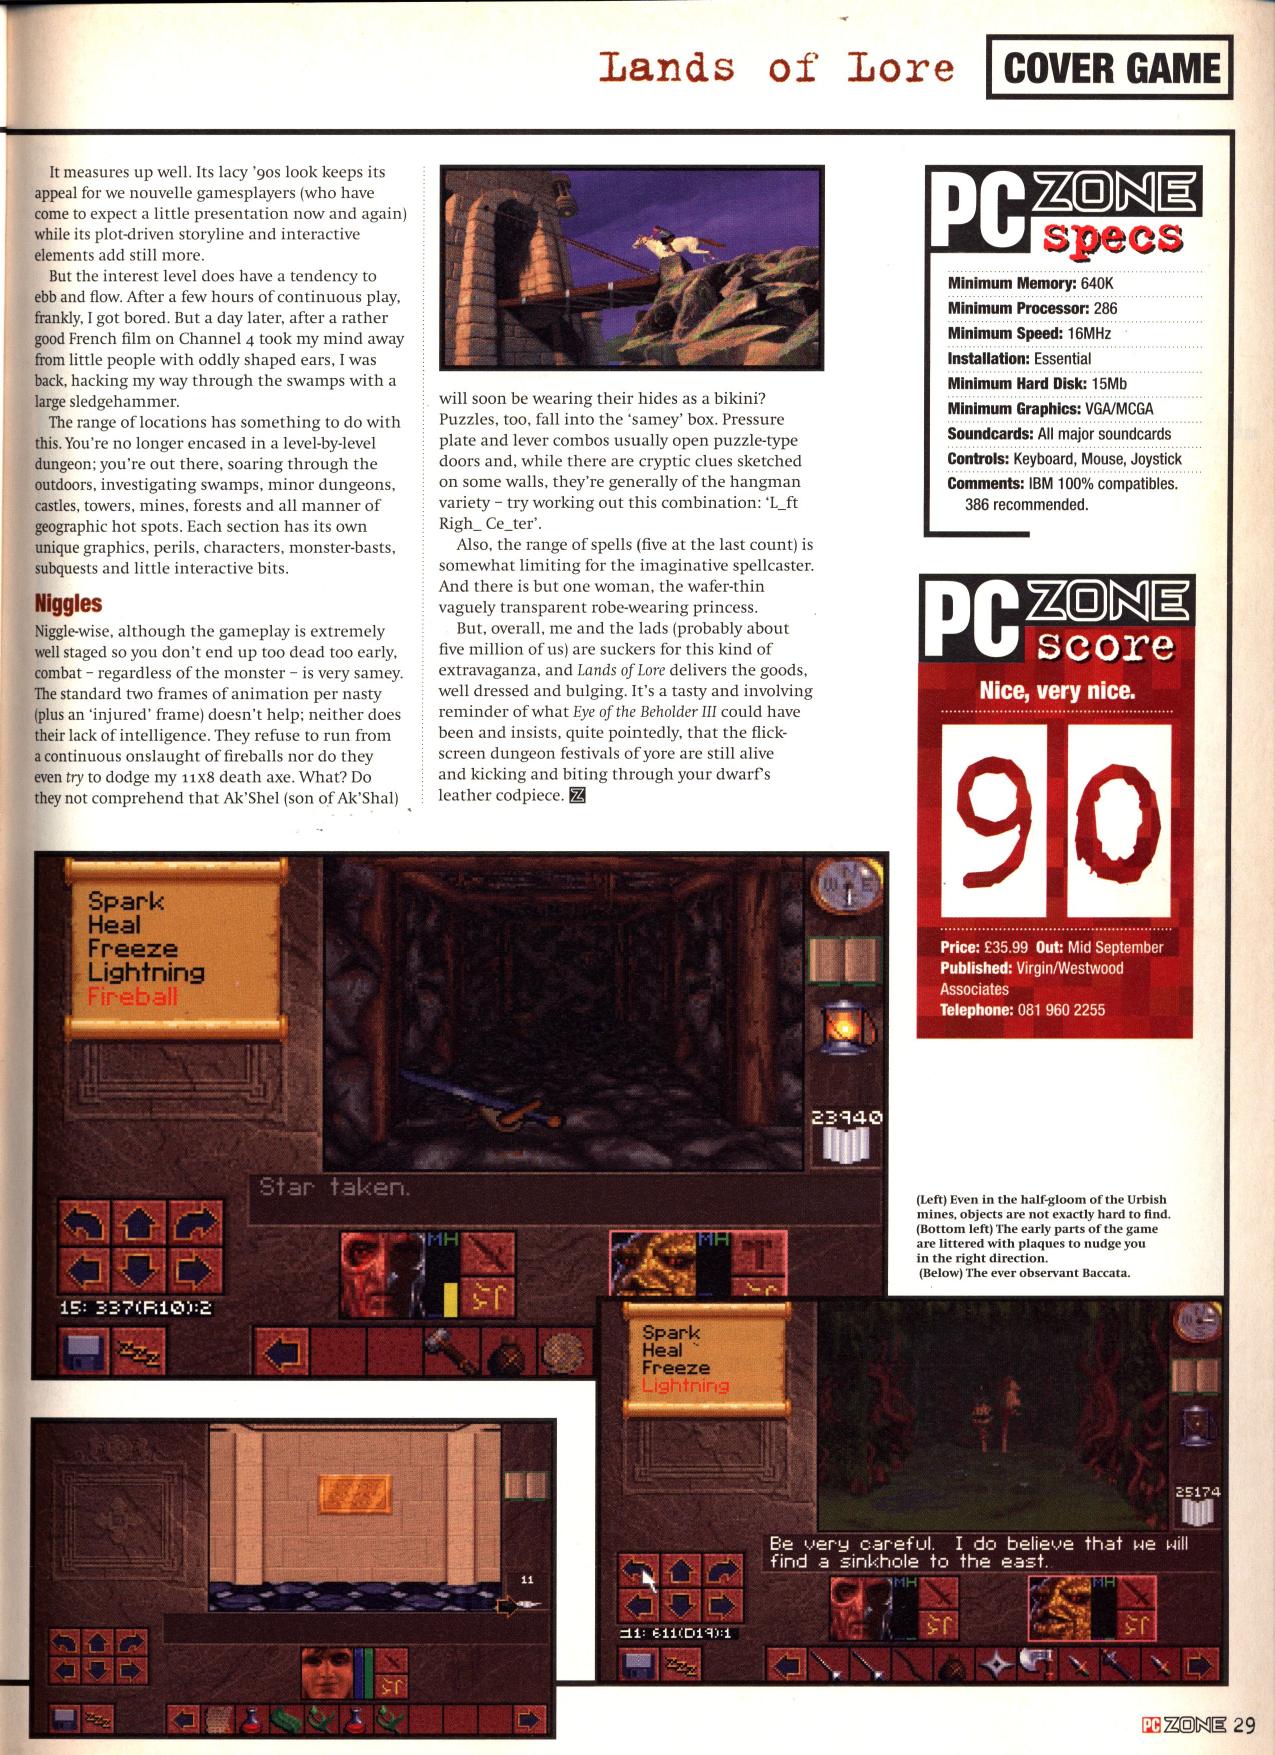 Lands of Lore
COVER GAME
It measures up well. Its lacy '90s look keeps its
appeal for we nouvelle gamesplayers (who have
come to expect a little presentation now and again)
while its plot-driven storyline and interactive
elements add still more.
But the interest level does have a tendency to
ebb and flow. After a few hours of continuous play,
frankly, I got bored. But a day later, after a rather
good French film on Channel 4 took my mind away
from little people with oddly shaped ears, I was
back, hacking my way through the swamps with a
large sledgehammer.
The range of locations has something to do with
this. You're no longer encased in a level-by-level
dungeon; you're out there, soaring through the
outdoors, investigating swamps, minor dungeons,
castles, towers, mines, forests and all manner of
geographic hot spots. Each section has its own
unique graphics, perils, characters, monster-basts,
subquests and little interactive bits.
Niggles
Niggle-wise, although the gameplay is extremely
well staged so you don't end up too dead too early,
combat – regardless of the monster – is very samey.
The standard two frames of animation per nasty
(plus an 'injured' frame) doesn't help; neither does
their lack of intelligence. They refuse to run from
a continuous onslaught of fireballs nor do they
even try to dodge my 11x8 death axe. What? Do
they not comprehend that Ak'Shel (son of Ak'Shal)
will soon be wearing their hides as a bikini?
Puzzles, too, fall into the 'samey' box. Pressure
plate and lever combos usually open puzzle-type
doors and, while there are cryptic clues sketched
on some walls, they're generally of the hangman
variety – try working out this combination: 'L_ft
Righ_ Ce_ter'.
Also, the range of spells (five at the last count) is
somewhat limiting for the imaginative spellcaster.
And there is but one woman, the wafer-thin
vaguely transparent robe-wearing princess.
But, overall, me and the lads (probably about
five million of us) are suckers for this kind of
extravaganza, and Lands of Lore delivers the goods,
well dressed and bulging. It's a tasty and involving
reminder of what Eye of the Beholder III could have
been and insists, quite pointedly, that the flick-
screen dungeon festivals of yore are still alive
and kicking and biting through your dwarf's
leather codpiece. Z
PC ZONE
specs
Minimum Memory: 640K
Minimum Processor: 286
Minimum Speed: 16MHz
Installation: Essential
Minimum Hard Disk: 15Mb
Minimum Graphics: VGA/MCGA
Soundcards: All major soundcards
Controls: Keyboard, Mouse, Joystick
Comments: IBM 100% compatibles.
386 recommended.
PC ZONE
score
Nice, very nice.
90
Price: £35.99 Out: Mid September
Published: Virgin/Westwood
Associates
Telephone: 081 960 2255
Spark
Heal
Freeze
Lightning
Fireball
N
W E
23940
Star taken.
MH
MH
15: 337(R10):2
zzz
(Left) Even in the half-gloom of the Urbish
mines, objects are not exactly hard to find.
(Bottom left) The early parts of the game
are littered with plaques to nudge you
in the right direction.
(Below) The ever observant Baccata.
Spark
Heal
Freeze
Lightning
25174
Be very careful. I do believe that we will
find a sinkhole to the east.
MH
MH
11: 611(D19):1
zzz
11
zzz
PC ZONE 29